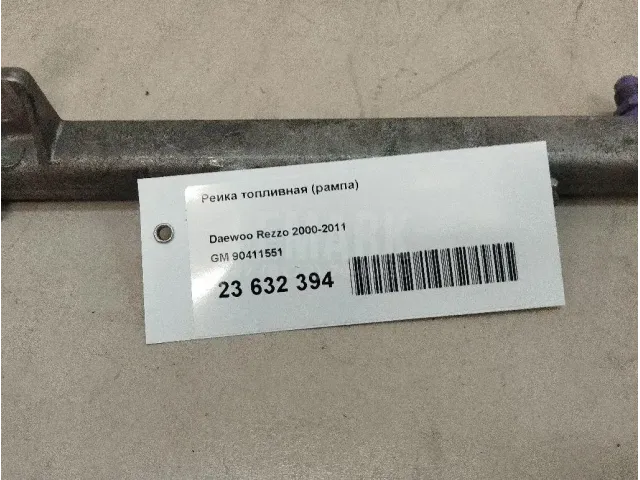 Рейка топливная (рампа)
Daewoo Rezzo 2000-2011
GM 90411551
23 632 394